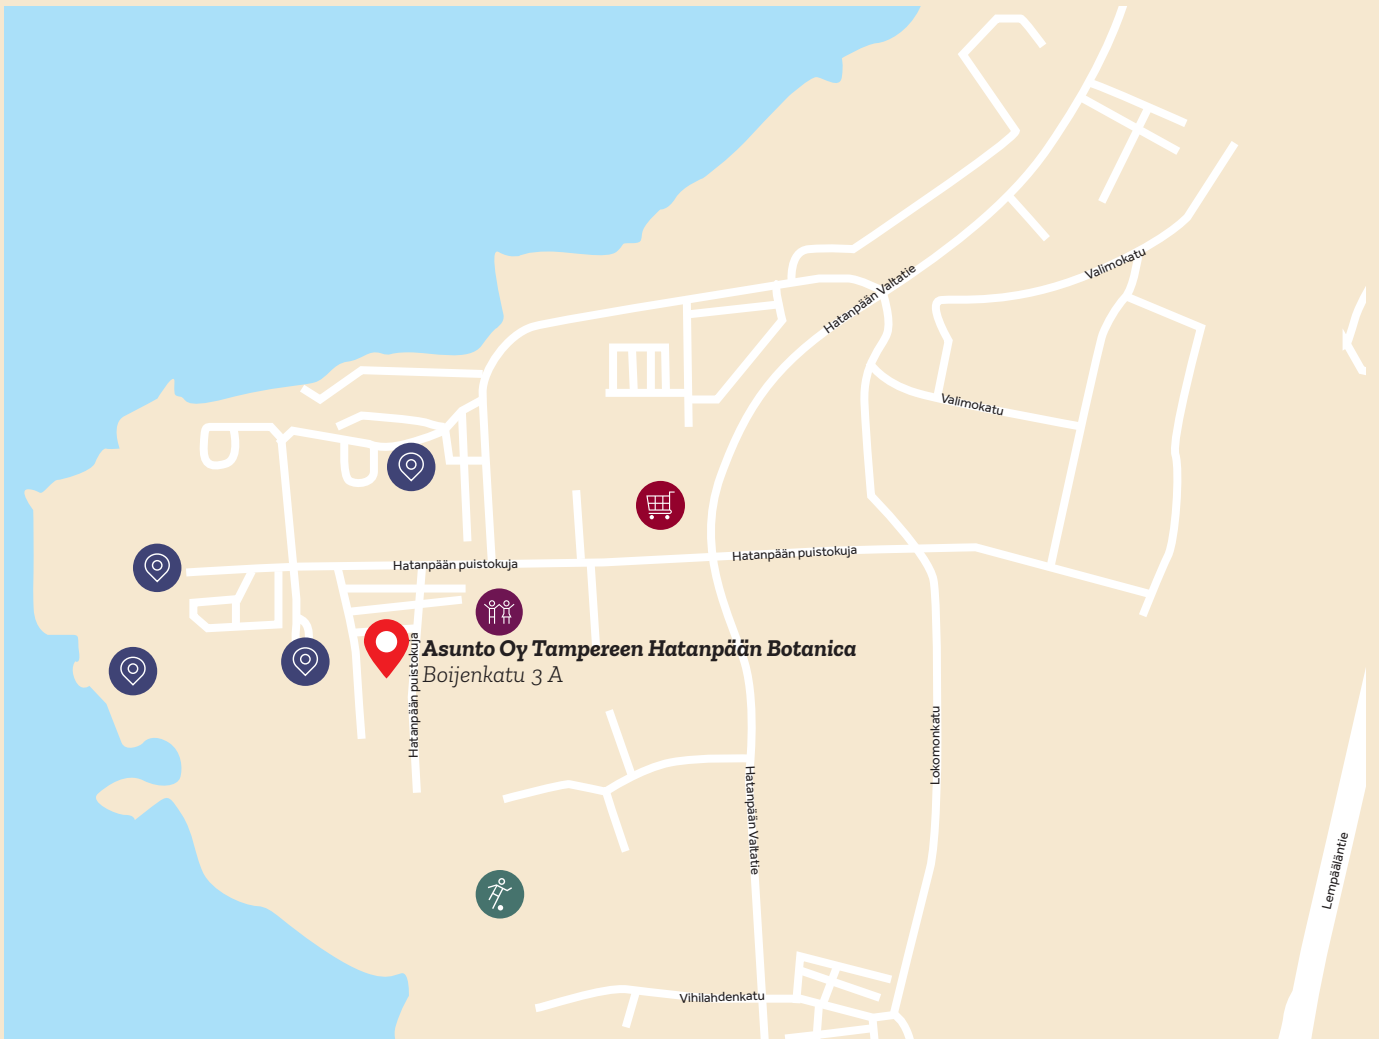 Valimokatu
Hatanpään Valtatie
Valimokatu
Hatanpään puistokuja
Hatanpään puistokuja
Hatanpään puistokuja
Asunto Oy Tampereen Hatanpään Botanica
Boijenkatu 3 A
Lokomonkatu
Hatanpään Valtatie
Lempääläntie
Vihilahdenkatu